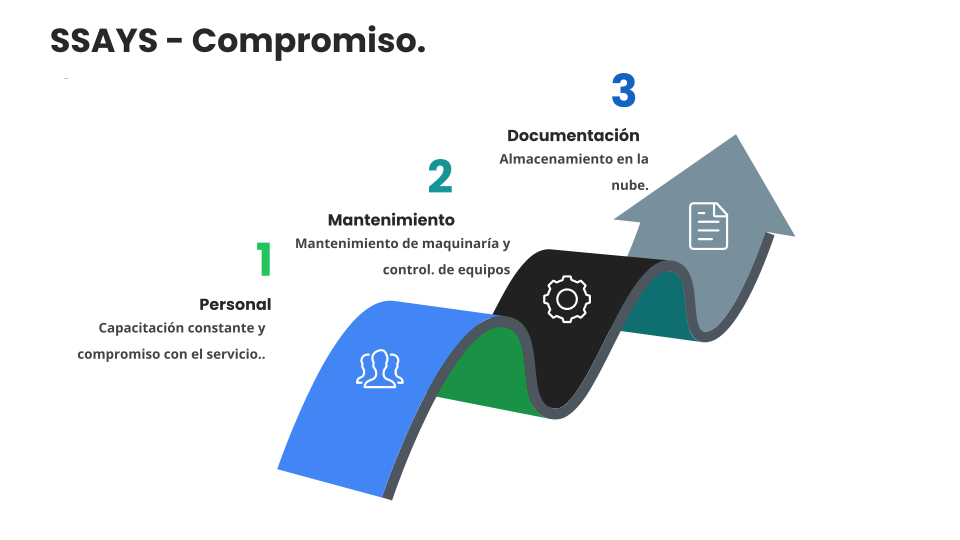 SSAYS - Compromiso.
3
Documentación
Almacenamiento en la
nube.
2
Mantenimiento
Mantenimiento de maquinaría y
control. de equipos
1
Personal
Capacitación constante y
compromiso con el servicio..